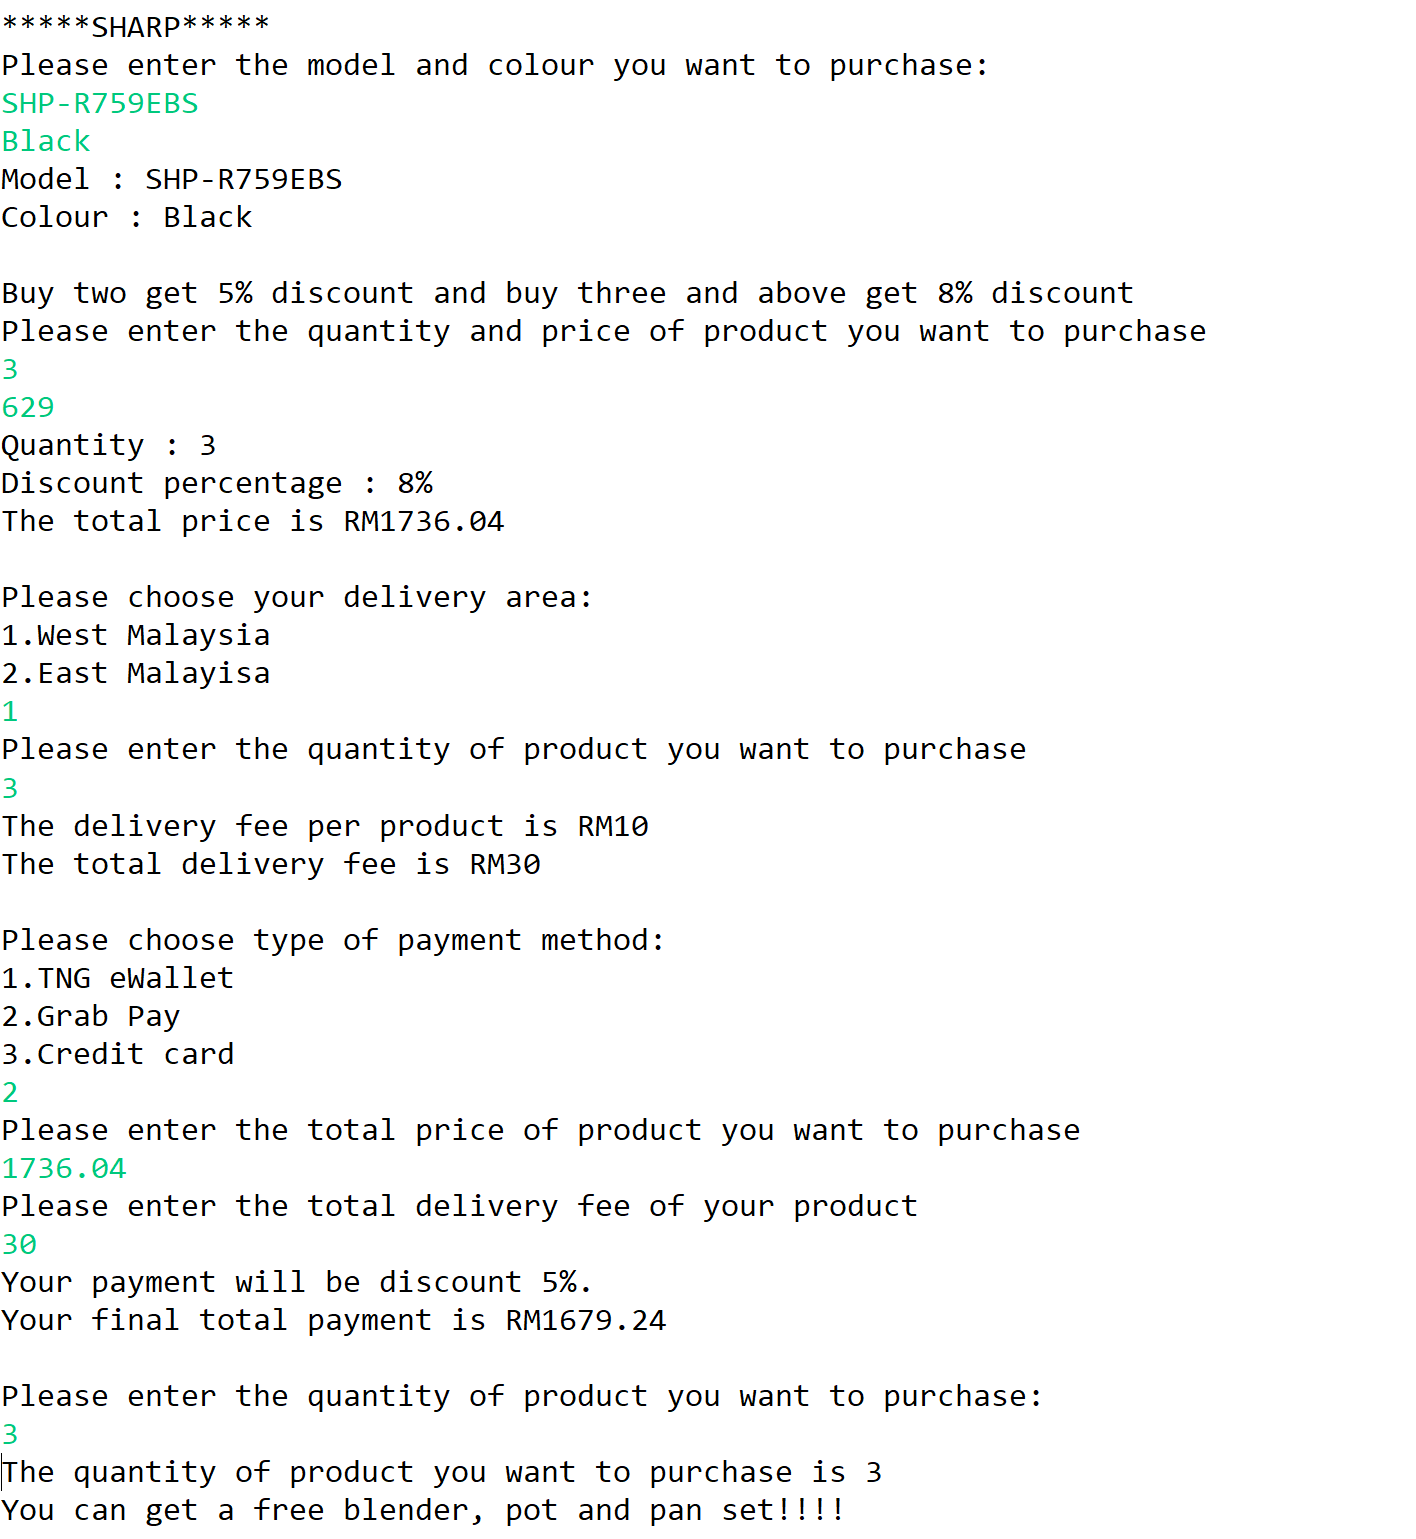 *****SHARP*****
Please enter the model and colour you want to purchase:
SHP-R759EBS
Black
Model : SHP-R759EBS
Colour : Black
Buy two get 5% discount and buy three and above get 8% discount
Please enter the quantity and price of product you want to purchase
3
629
Quantity : 3
Discount percentage : 8%
The total price is RM1736.04
Please choose your delivery area:
1.West Malaysia
2.East Malayisa
1
Please enter the quantity of product you want to purchase
3
The delivery fee per product is RM10
The total delivery fee is RM30
Please choose type of payment method:
1.TNG eWallet
2.Grab Pay
3.Credit card
2
Please enter the total price of product you want to purchase
1736.04
Please enter the total delivery fee of your product
30
Your payment will be discount 5%.
Your final total payment is RM1679.24
Please enter the quantity of product you want to purchase:
3
The quantity of product you want to purchase is 3
You can get a free blender, pot and pan set!!!!